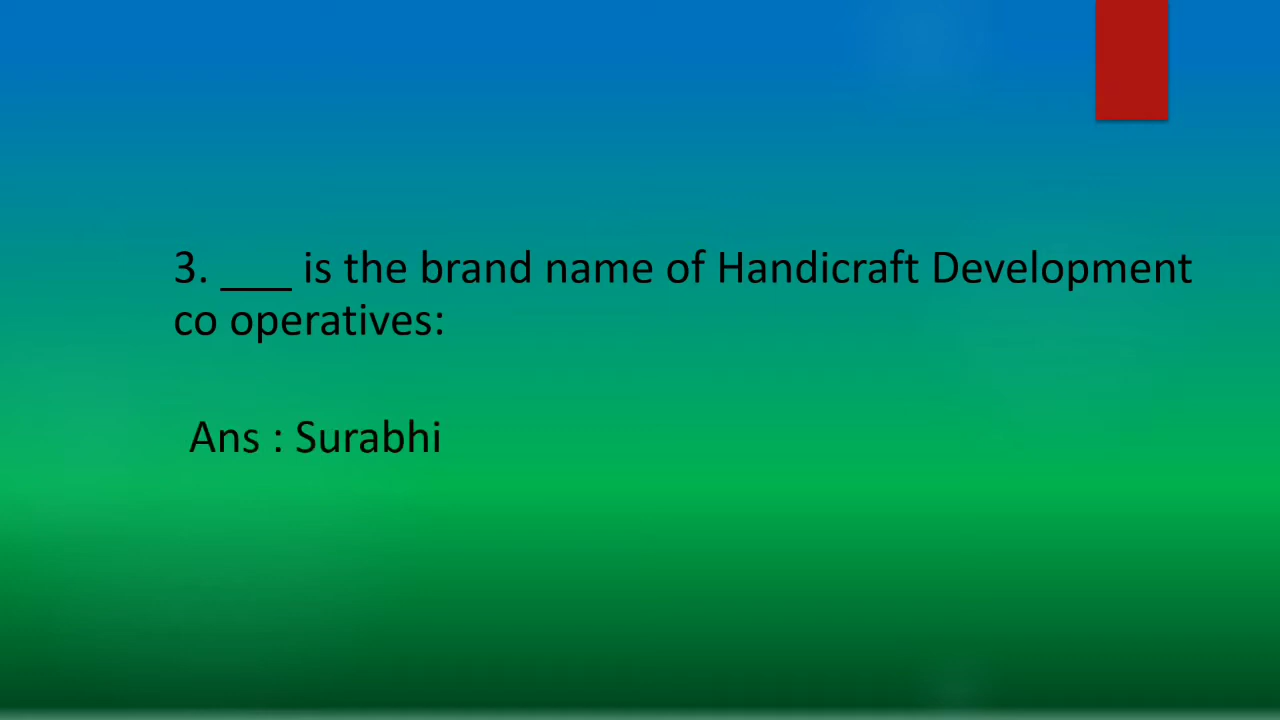 3. ___ is the brand name of Handicraft Development
co operatives:
Ans : Surabhi